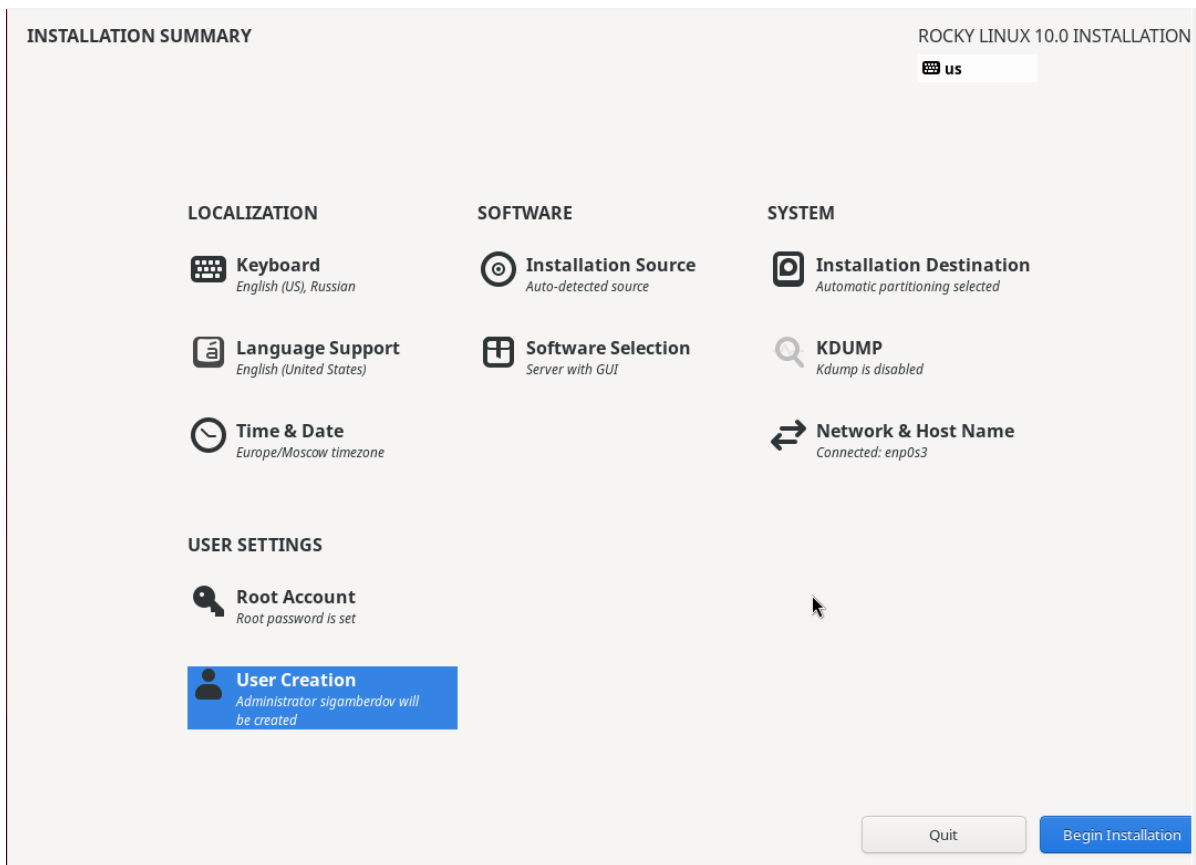 INSTALLATION SUMMARY
ROCKY LINUX 10.0 INSTALLATION
us
LOCALIZATION
Keyboard
English (US), Russian
Language Support
English (United States)
Time & Date
Europe/Moscow timezone
SOFTWARE
Installation Source
Auto-detected source
Software Selection
Server with GUI
SYSTEM
Installation Destination
Automatic partitioning selected
KDUMP
Kdump is disabled
Network & Host Name
Connected: enp0s3
USER SETTINGS
Root Account
Root password is set
User Creation
Administrator sigamberdov will
be created
Quit
Begin Installation